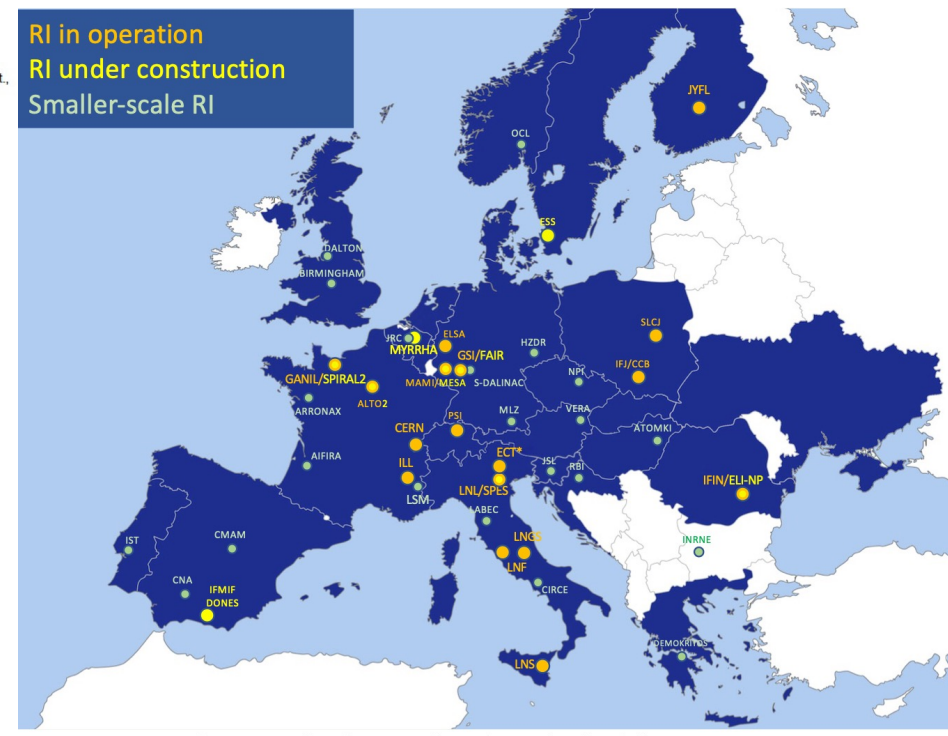 RI in operation
RI under construction
Smaller-scale RI
t.,
JYFL
OCL
ESS
DALTON
BIRMINGHAM
JRC
MYRRHA
ELSA
GSI/FAIR
HZDR
SLCJ
IFJ/CCB
GANIL/SPIRAL2
MAMI/MESA
S-DALINAC
NPI
ALTO2
ARRONAX
PSI
MLZ
VERA
ATOMKI
CERN
AIFIRA
ILL
ECT*
JSL
RBI
LSM
LNL/SPES
IFIN/ELI-NP
LABEC
IST
CMAM
LNGS
INRNE
LNF
CNA
IFMIF
DONES
CIRCE
DEMOKRITOS
LNS